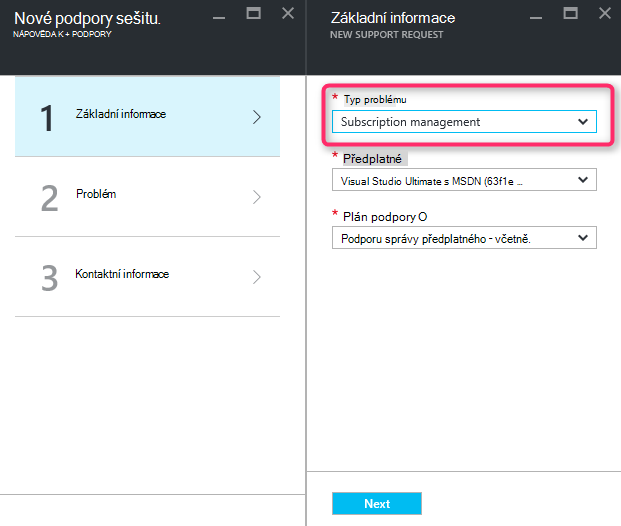 Nové podpory sešitu.
NÁPOVĚDA K + PODPORY
1
Základní informace
2
Problém
3
Kontaktní informace
Základní informace
NEW SUPPORT REQUEST
* Typ problému
Subscription management
* Předplatné
Visual Studio Ultimate s MSDN (63f1e ...
* Plán podpory O
Podporu správy předplatného - včetně.
Next